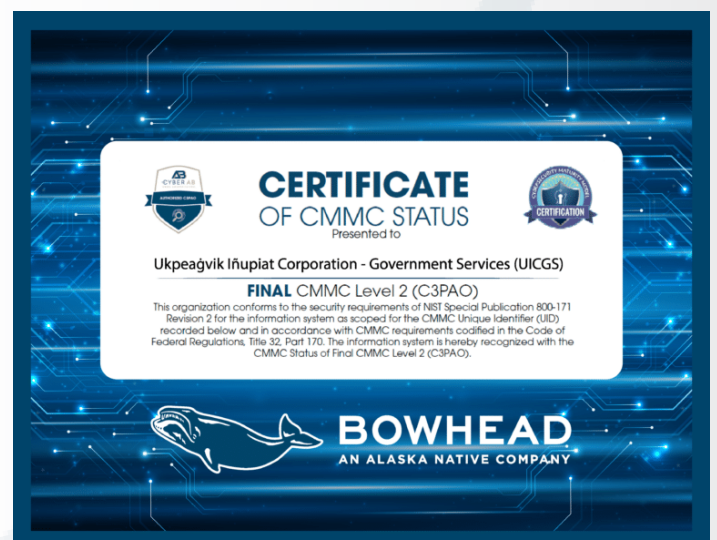 CYBER AB
AUTHORIZED C3PAO
CERTIFICATE
OF CMMC STATUS
Presented to
CYBERSECURITY MATURITY MODEL
CERTIFICATION
Ukpeaġvik Iñupiat Corporation - Government Services (UICGS)
FINAL CMMC Level 2 (C3PAO)
This organization conforms to the security requirements of NIST Special Publication 800-171
Revision 2 for the information system as scoped for the CMMC Unique Identifier (UID)
recorded below and in accordance with CMMC requirements codified in the Code of
Federal Regulations, Title 32, Part 170. The information system is hereby recognized with the
CMMC Status of Final CMMC Level 2 (C3PAO).
BOWHEAD
AN ALASKA NATIVE COMPANY